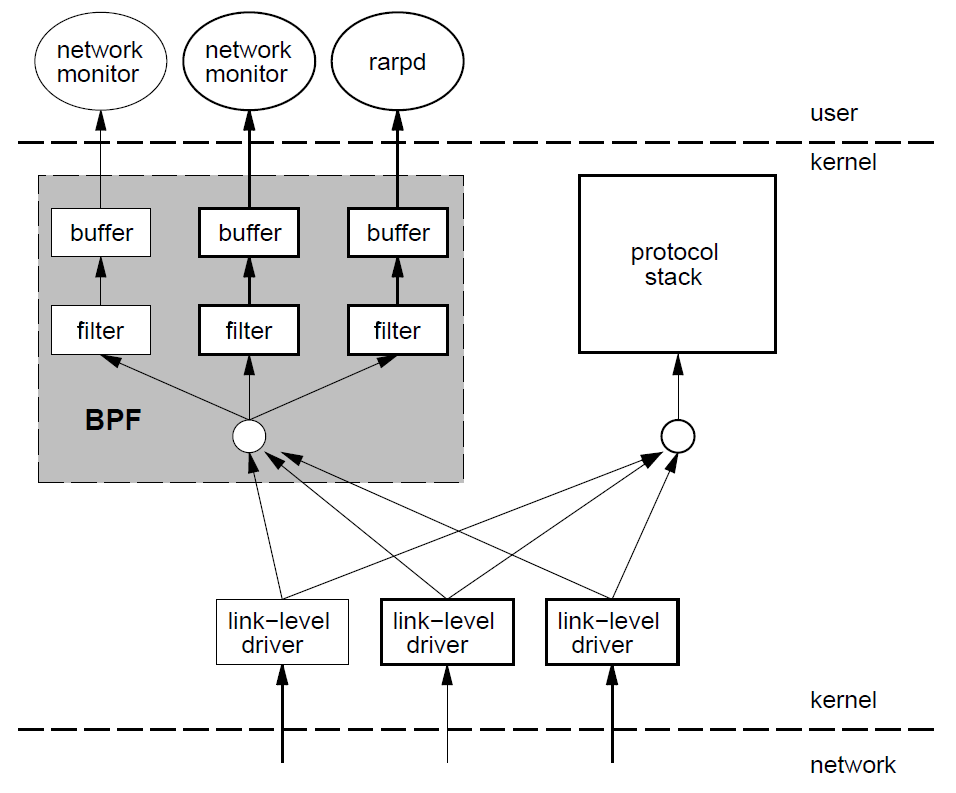 network
monitor
network
monitor
rarpd
user
kernel
buffer
buffer
buffer
protocol
stack
filter
filter
filter
BPF
link-level
driver
link-level
driver
link-level
driver
kernel
network